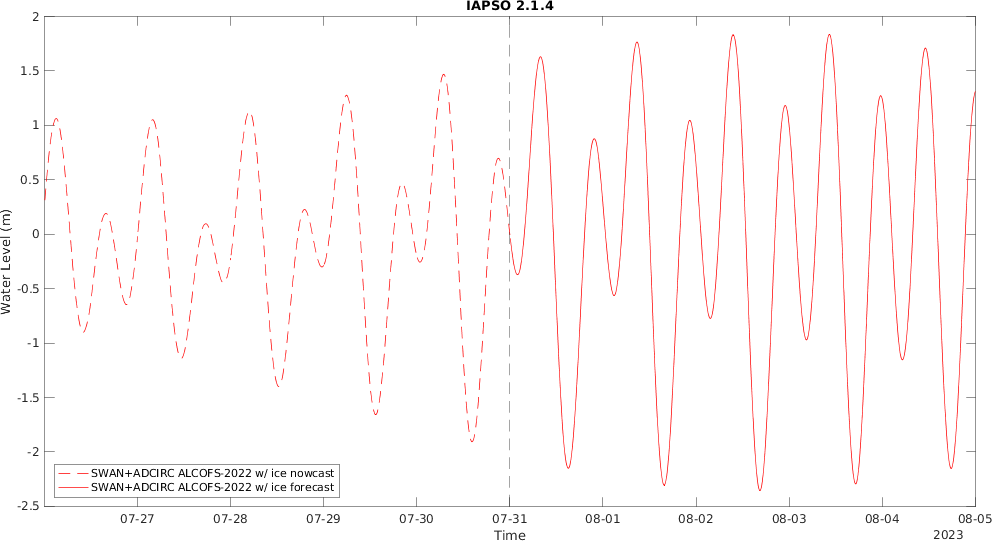 IAPSO 2.1.4
2
1.5
1
0.5
0
-0.5
-1
-1.5
-2
-2.5
Water Level (m)
SWAN+ADCIRC ALCOFS-2022 w/ ice nowcast
SWAN+ADCIRC ALCOFS-2022 w/ ice forecast
07-27 07-28 07-29 07-30 07-31 08-01 08-02 08-03 08-04 08-05
Time
2023